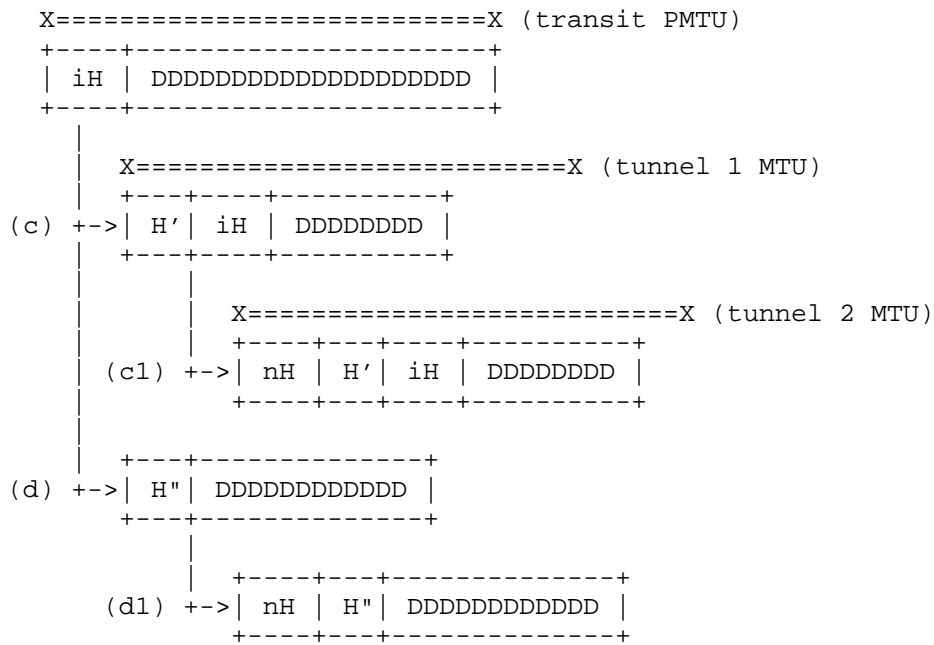 X===========================X (transit PMTU)
+----+----------------------+
| iH | DDDDDDDDDDDDDDDDDDDD |
+----+----------------------+
|
| X===========================X (tunnel 1 MTU)
| +---+----+----------+
(c) +->| H'| iH | DDDDDDDD |
| +---+----+----------+
| |
| | X===========================X (tunnel 2 MTU)
| | +----+---+----+----------+
| (c1) +->| nH | H'| iH | DDDDDDDD |
| +----+---+----+----------+
|
| +---+--------------+
(d) +->| H"| DDDDDDDDDDDD |
+---+--------------+
|
| +----+---+--------------+
(d1) +->| nH | H"| DDDDDDDDDDDD |
+----+---+--------------+